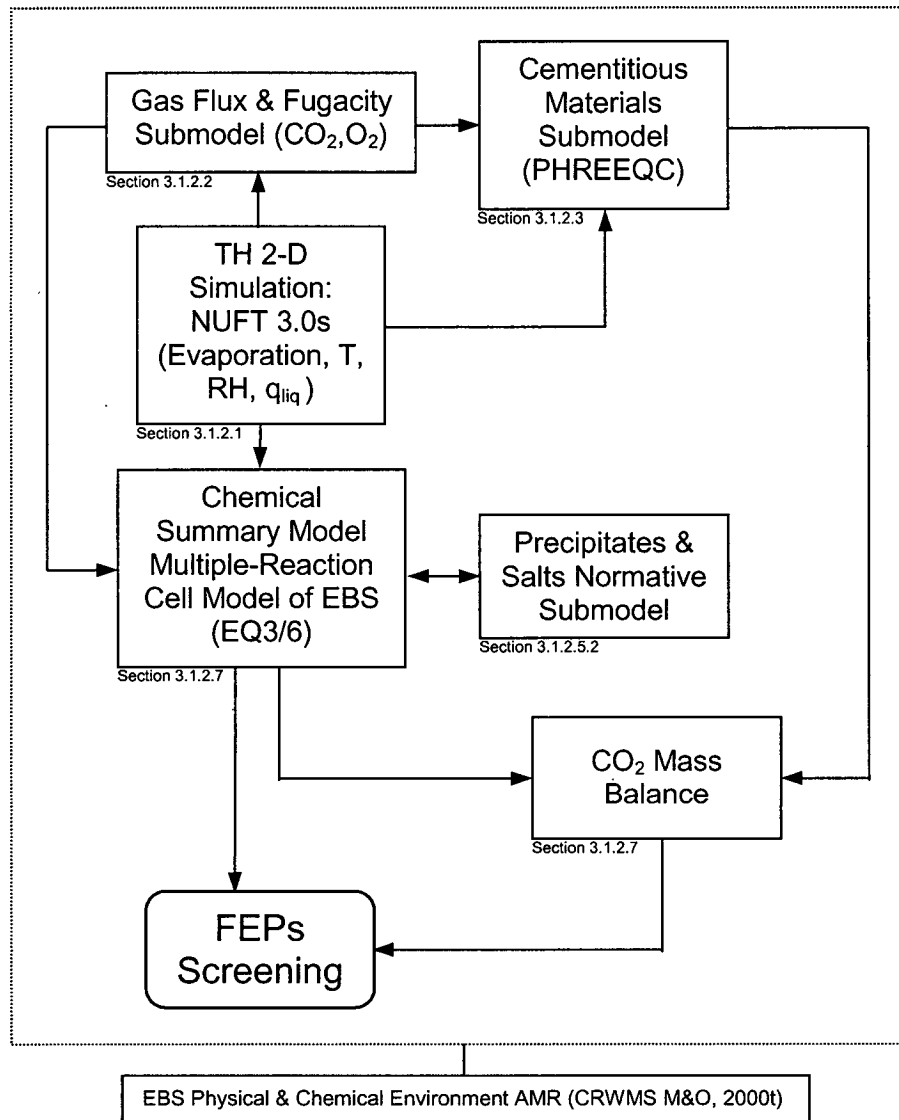 Gas Flux & Fugacity
Submodel (CO₂,O₂)
Section 3.1.2.2
Cementitious
Materials
Submodel
(PHREEQC)
Section 3.1.2.3
TH 2-D
Simulation:
NUFT 3.0s
(Evaporation, T,
RH, qliq )
Section 3.1.2.1
Chemical
Summary Model
Multiple-Reaction
Cell Model of EBS
(EQ3/6)
Section 3.1.2.7
Precipitates &
Salts Normative
Submodel
Section 3.1.2.5.2
CO₂ Mass
Balance
Section 3.1.2.7
FEPs
Screening
EBS Physical & Chemical Environment AMR (CRWMS M&O, 2000t)